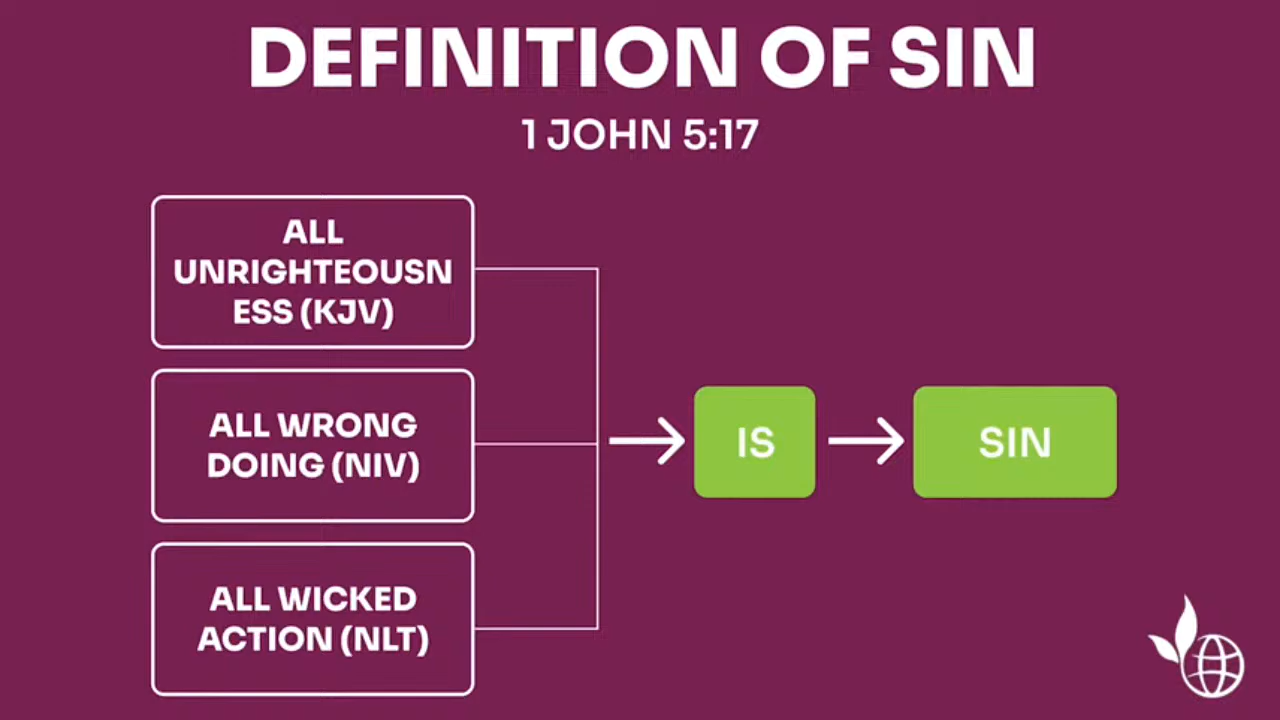 DEFINITION OF SIN
1 JOHN 5:17
ALL
UNRIGHTEOUSN
ESS (KJV)
ALL WRONG
DOING (NIV)
ALL WICKED
ACTION (NLT)
IS
SIN